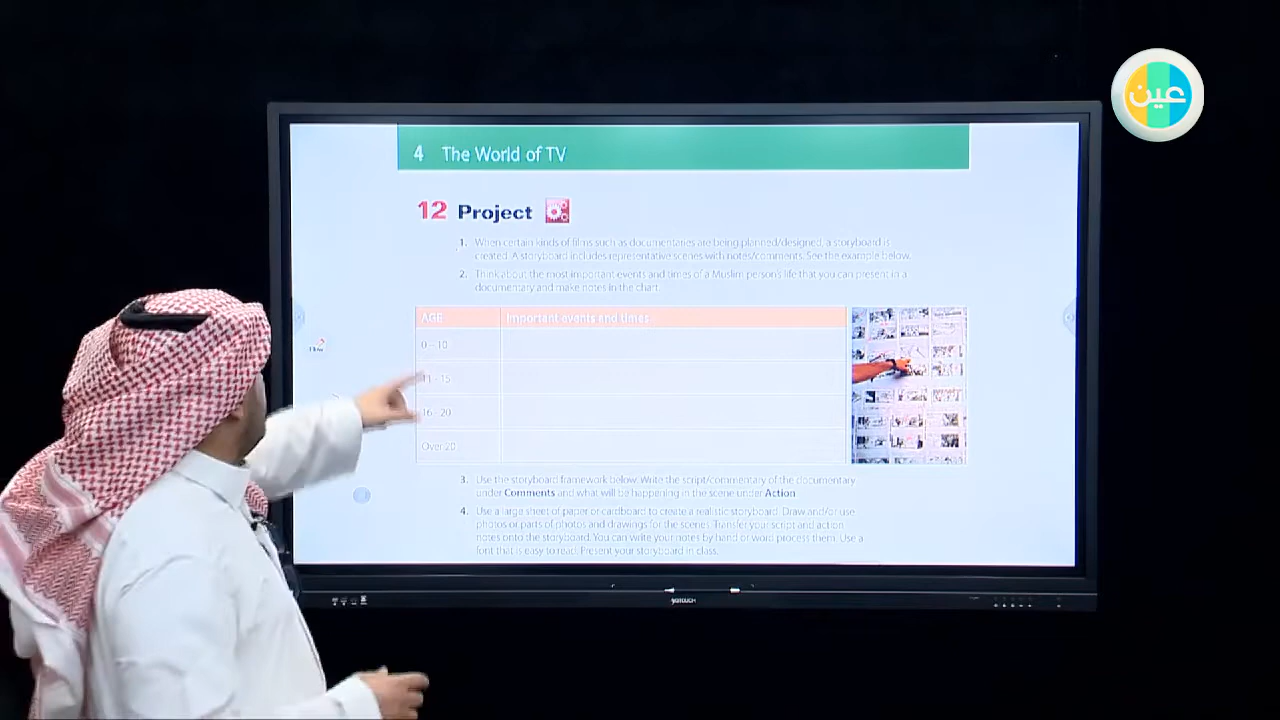 عين
4 The World of TV
12 Project
1. When certain kinds of films such as documentaries are being planned/designed, a storyboard is
created. A storyboard includes representative scenes with notes/comments. See the example below.
2. Think about the most important events and times of a Muslim person's life that you can present in a
documentary and make notes in the chart.
AGE Important events and times
0 – 10
11 - 15
16 - 20
Over 20
3. Use the storyboard framework below. Write the script/commentary of the documentary
under Comments and what will be happening in the scene under Action
4. Use a large sheet of paper or cardboard to create a realistic storyboard. Draw and/or use
photos or parts of photos and drawings for the scenes. Transfer your script and action
notes onto the storyboard. You can write your notes by hand or word process them. Use a
font that is easy to read. Present your storyboard in class.